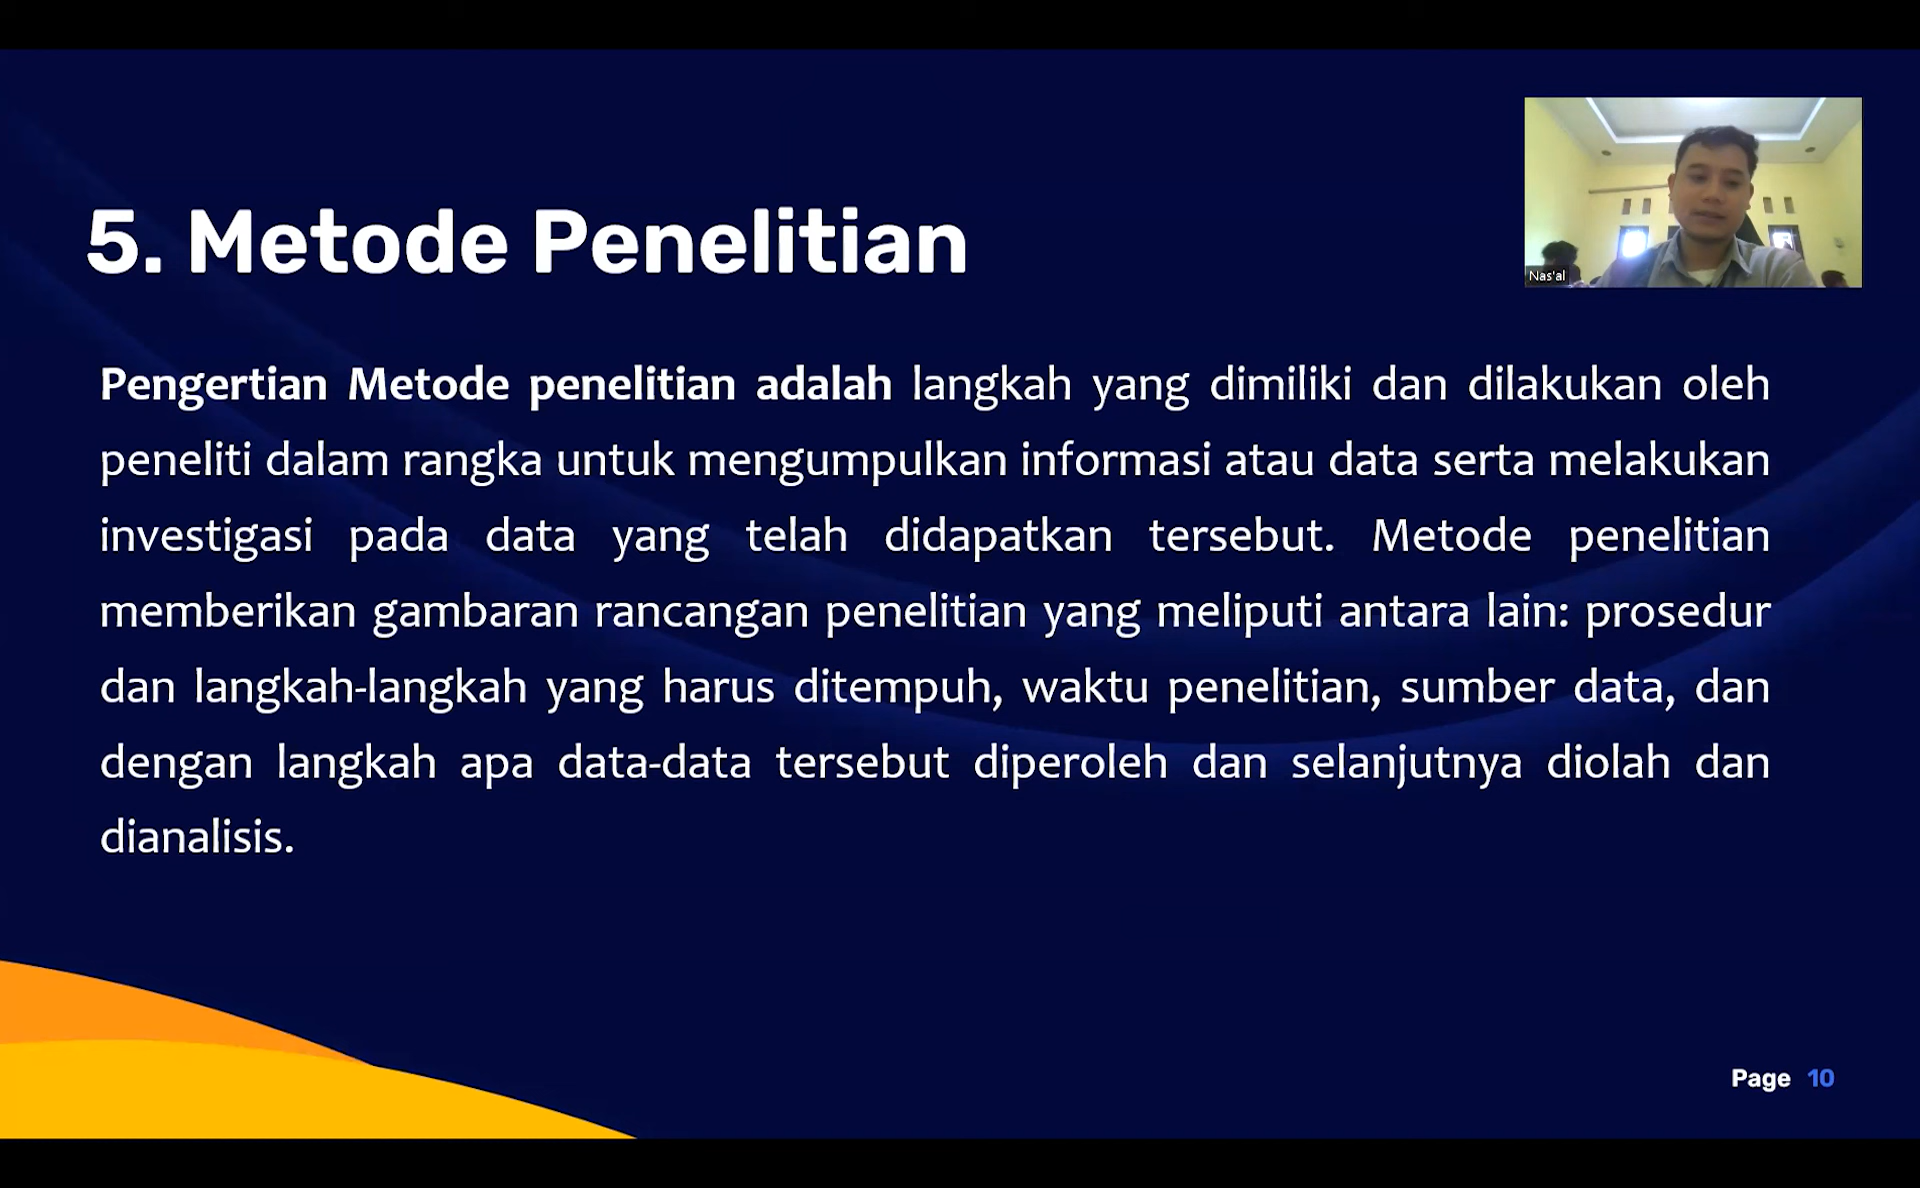 5. Metode Penelitian
Nas'al
Pengertian Metode penelitian adalah langkah yang dimiliki dan dilakukan oleh
peneliti dalam rangka untuk mengumpulkan informasi atau data serta melakukan
investigasi pada data yang telah didapatkan tersebut. Metode penelitian
memberikan gambaran rancangan penelitian yang meliputi antara lain: prosedur
dan langkah-langkah yang harus ditempuh, waktu penelitian, sumber data, dan
dengan langkah apa data-data tersebut diperoleh dan selanjutnya diolah dan
dianalisis.
Page 10